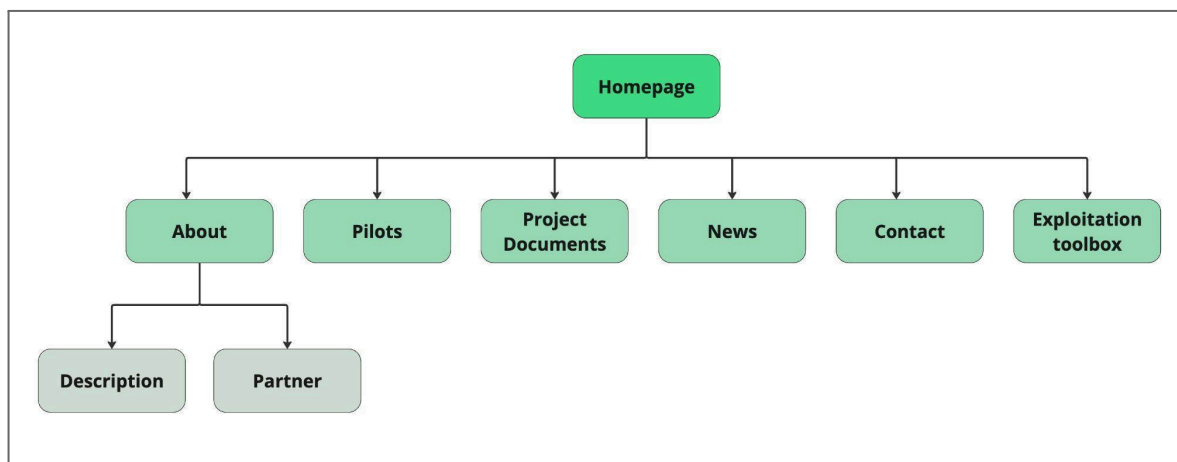 Homepage
About
Pilots
Project
Documents
News
Contact
Exploitation
toolbox
Description
Partner